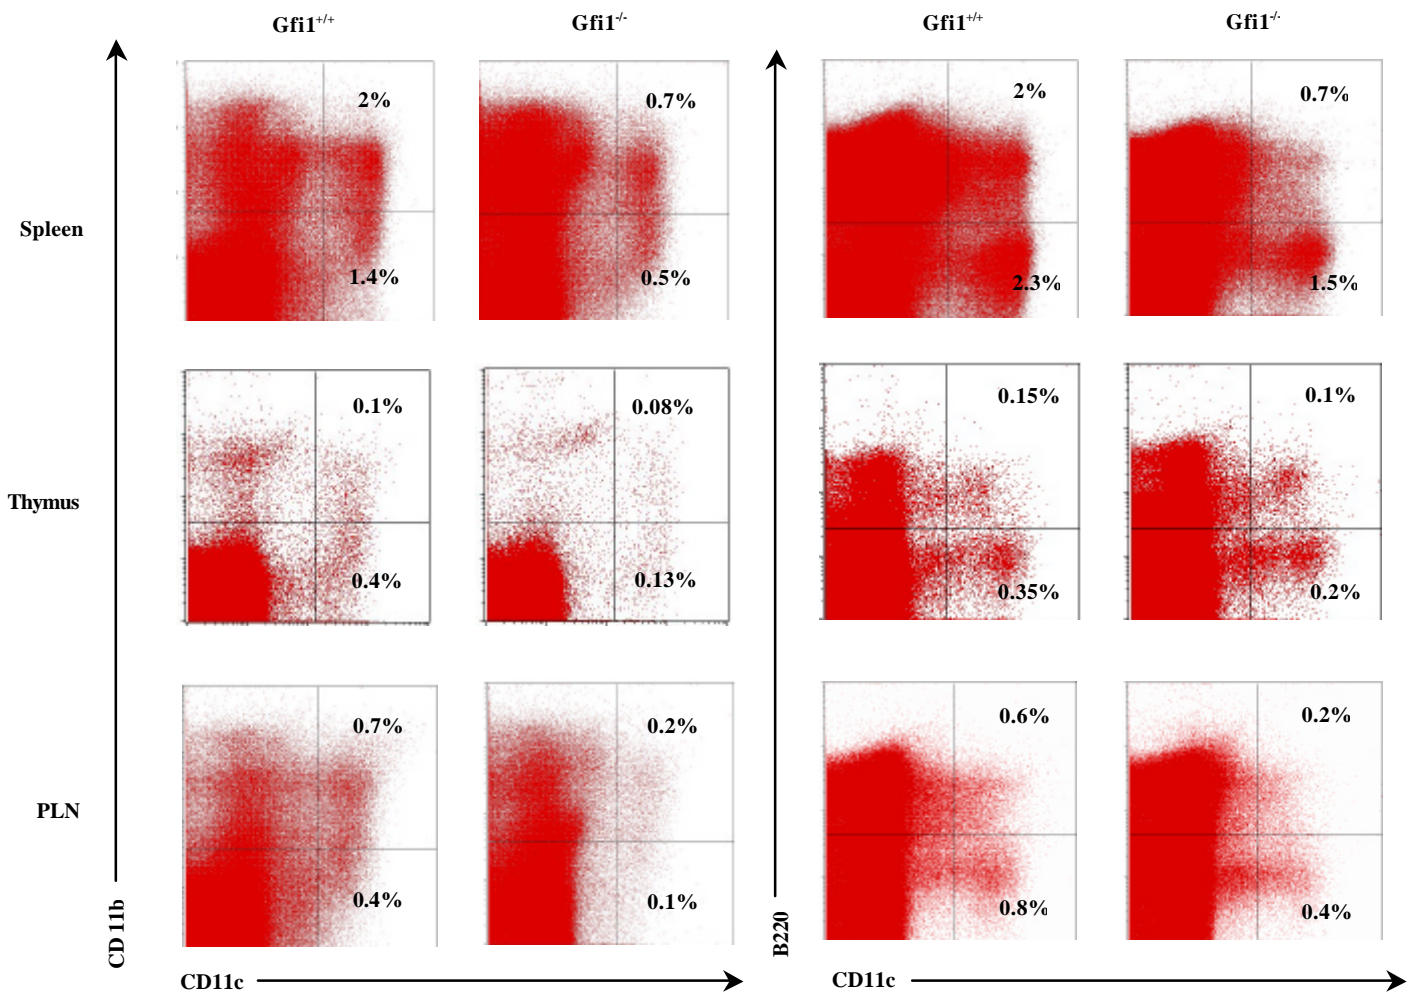 Gfi1+/+ Gfi1-/- Gfi1+/+ Gfi1-/-
Spleen
2% 0.7% 2% 0.7%
1.4% 0.5% 2.3% 1.5%
Thymus
0.1% 0.08% 0.15% 0.1%
0.4% 0.13% 0.35% 0.2%
PLN
0.7% 0.2% 0.6% 0.2%
0.4% 0.1% 0.8% 0.4%
CD11b
B220
CD11c
CD11c